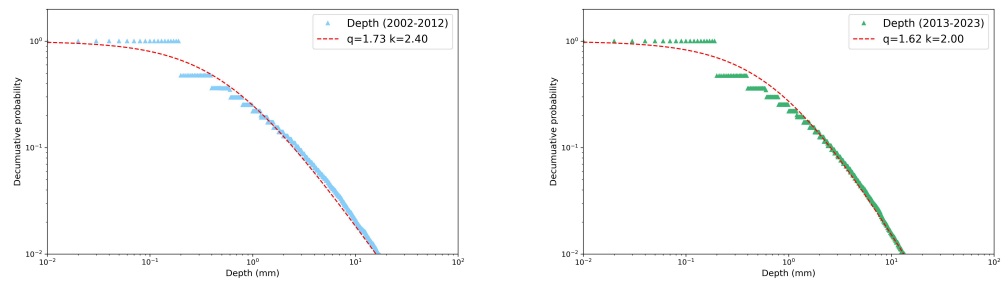 Depth (2002-2012)
q=1.73 k=2.40
10⁰
10⁻¹
10⁻²
Decumuative probability
10⁻² 10⁻¹ 10⁰ 10¹ 10²
Depth (mm)
Depth (2013-2023)
q=1.62 k=2.00
10⁰
10⁻¹
10⁻²
Decumuative probability
10⁻² 10⁻¹ 10⁰ 10¹ 10²
Depth (mm)